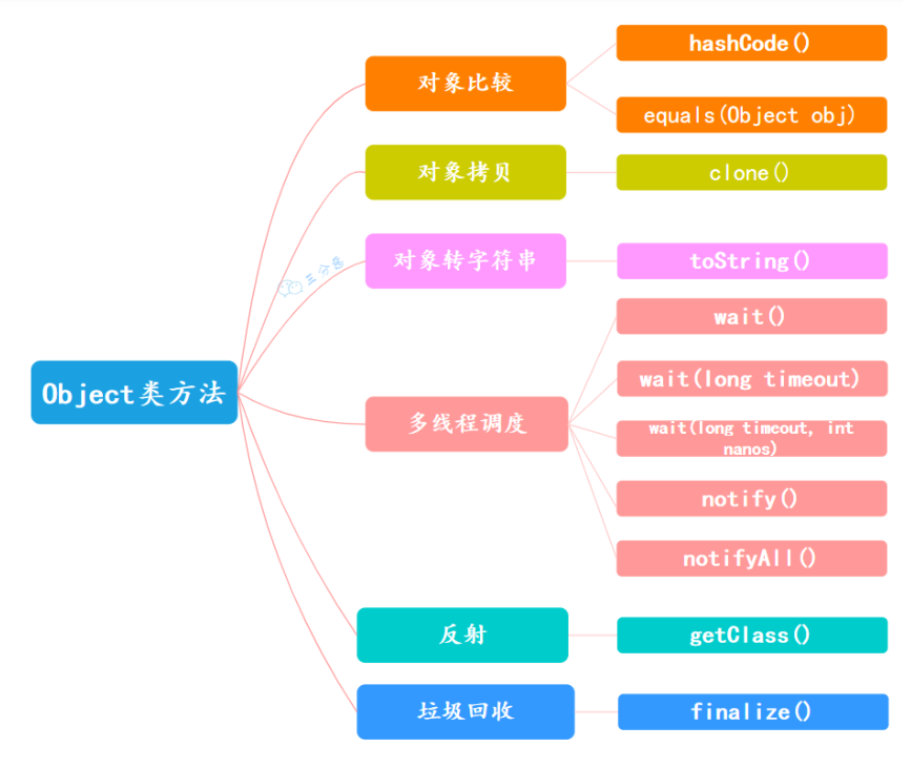 Object类方法
对象比较
hashCode()
equals(Object obj)
对象拷贝
clone()
对象转字符串
toString()
三分恶
多线程调度
wait()
wait(long timeout)
wait(long timeout, int
nanos)
notify()
notifyAll()
反射
getClass()
垃圾回收
finalize()